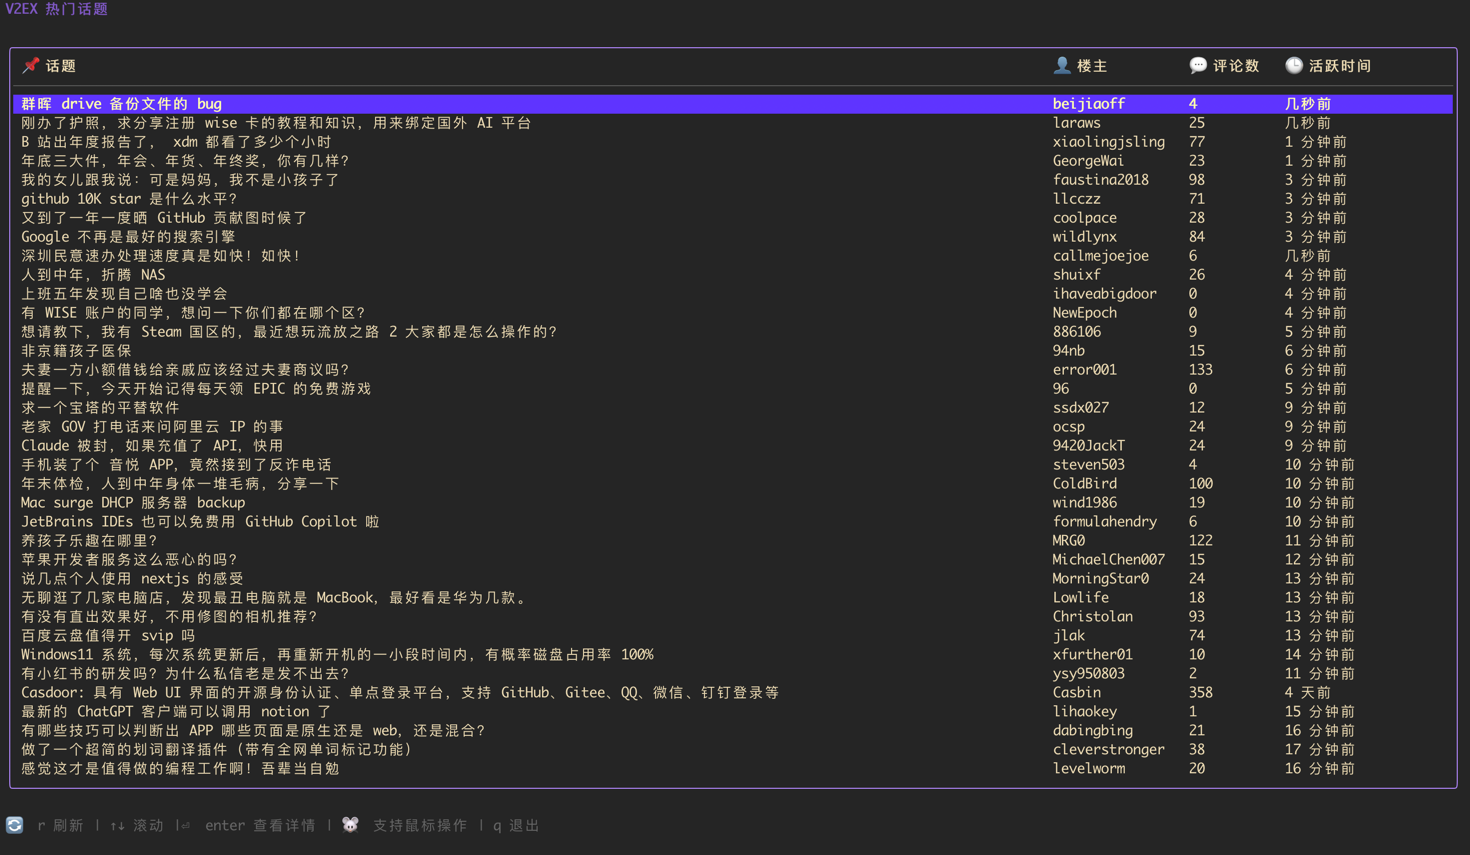 V2EX 热门话题
📌 话题 👤 楼主 💬 评论数 🕒 活跃时间
群晖 drive 备份文件的 bug beijiaoff 4 几秒前
刚办了护照，求分享注册 wise 卡的教程和知识，用来绑定国外 AI 平台 laraws 25 几秒前
B 站出年度报告了， xdm 都看了多少个小时 xiaolingjsling 77 1 分钟前
年底三大件，年会、年货、年终奖，你有几样？ GeorgeWai 23 1 分钟前
我的女儿跟我说：可是妈妈，我不是小孩子了 faustina2018 98 3 分钟前
github 10K star 是什么水平？ llcczz 71 3 分钟前
又到了一年一度晒 GitHub 贡献图时候了 coolpace 28 3 分钟前
Google 不再是最好的搜索引擎 wildlynx 84 3 分钟前
深圳民意速办处理速度真是如快！如快！ callmejoejoe 6 几秒前
人到中年，折腾 NAS shuixf 26 4 分钟前
上班五年发现自己啥也没学会 ihaveabigdoor 0 4 分钟前
有 WISE 账户的同学，想问一下你们都在哪个区？ NewEpoch 0 4 分钟前
想请教下，我有 Steam 国区的，最近想玩流放之路 2 大家都是怎么操作的？ 886106 9 5 分钟前
非京籍孩子医保 94nb 15 6 分钟前
夫妻一方小额借钱给亲戚应该经过夫妻商议吗？ error001 133 6 分钟前
提醒一下，今天开始记得每天领 EPIC 的免费游戏 96 0 5 分钟前
求一个宝塔的平替软件 ssdx027 12 9 分钟前
老家 GOV 打电话来问阿里云 IP 的事 ocsp 24 9 分钟前
Claude 被封，如果充值了 API，快用 9420JackT 24 9 分钟前
手机装了个 音悦 APP，竟然接到了反诈电话 steven503 4 10 分钟前
年末体检，人到中年身体一堆毛病，分享一下 ColdBird 100 10 分钟前
Mac surge DHCP 服务器 backup wind1986 19 10 分钟前
JetBrains IDEs 也可以免费用 GitHub Copilot 啦 formulahendry 6 10 分钟前
养孩子乐趣在哪里？ MRG0 122 11 分钟前
苹果开发者服务这么恶心的吗？ MichaelChen007 15 12 分钟前
说几点个人使用 nextjs 的感受 MorningStar0 24 13 分钟前
无聊逛了几家电脑店，发现最丑电脑就是 MacBook，最好看是华为几款。 Lowlife 18 13 分钟前
有没有直出效果好，不用修图的相机推荐？ Christolan 93 13 分钟前
百度云盘值得开 svip 吗 jlak 74 13 分钟前
Windows11 系统，每次系统更新后，再重新开机的一小段时间内，有概率磁盘占用率 100% xfurther01 10 14 分钟前
有小红书的研发吗？为什么私信老是发不出去？ ysy950803 2 11 分钟前
Casdoor：具有 Web UI 界面的开源身份认证、单点登录平台，支持 GitHub、Gitee、QQ、微信、钉钉登录等 Casbin 358 4 天前
最新的 ChatGPT 客户端可以调用 notion 了 lihaokey 1 15 分钟前
有哪些技巧可以判断出 APP 哪些页面是原生还是 web，还是混合？ dabingbing 21 16 分钟前
做了一个超简的划词翻译插件（带有全网单词标记功能） cleverstronger 38 17 分钟前
感觉这才是值得做的编程工作啊！吾辈当自勉 levelworm 20 16 分钟前
🔄 r 刷新 | ↑↓ 滚动 |⏎ enter 查看详情 | 🐭 支持鼠标操作 | q 退出